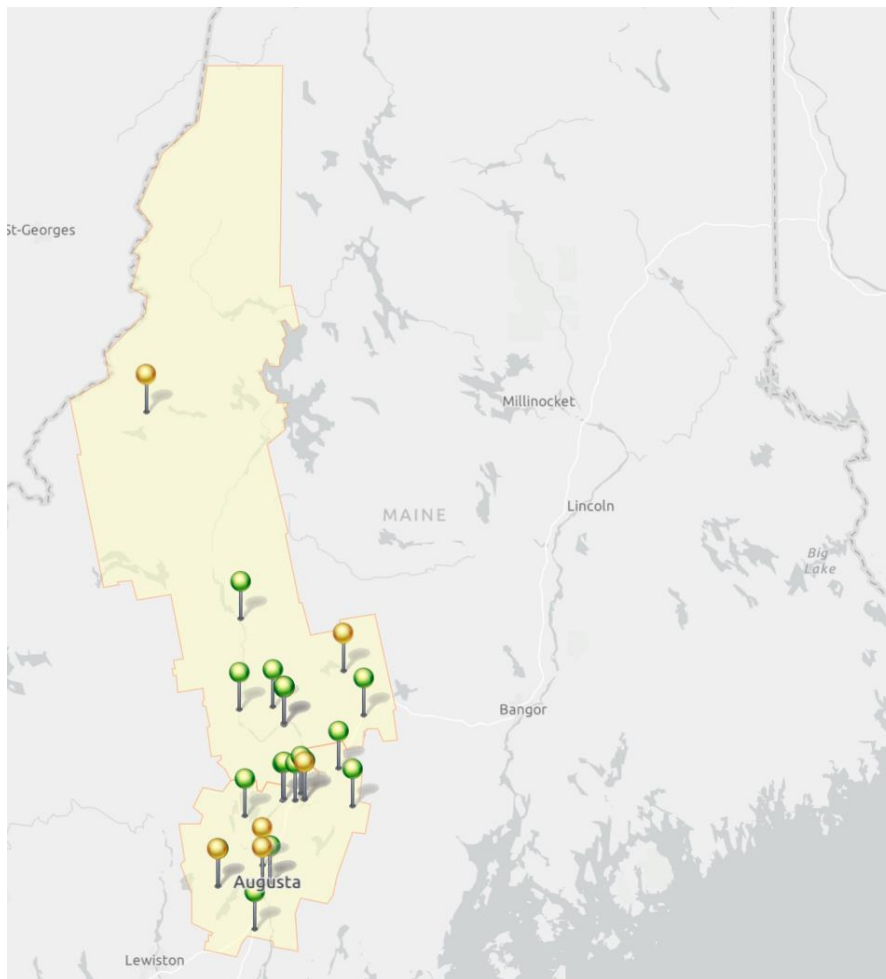 St-Georges
Millinocket
MAINE
Lincoln
Big
Lake
Bangor
Augusta
Lewiston